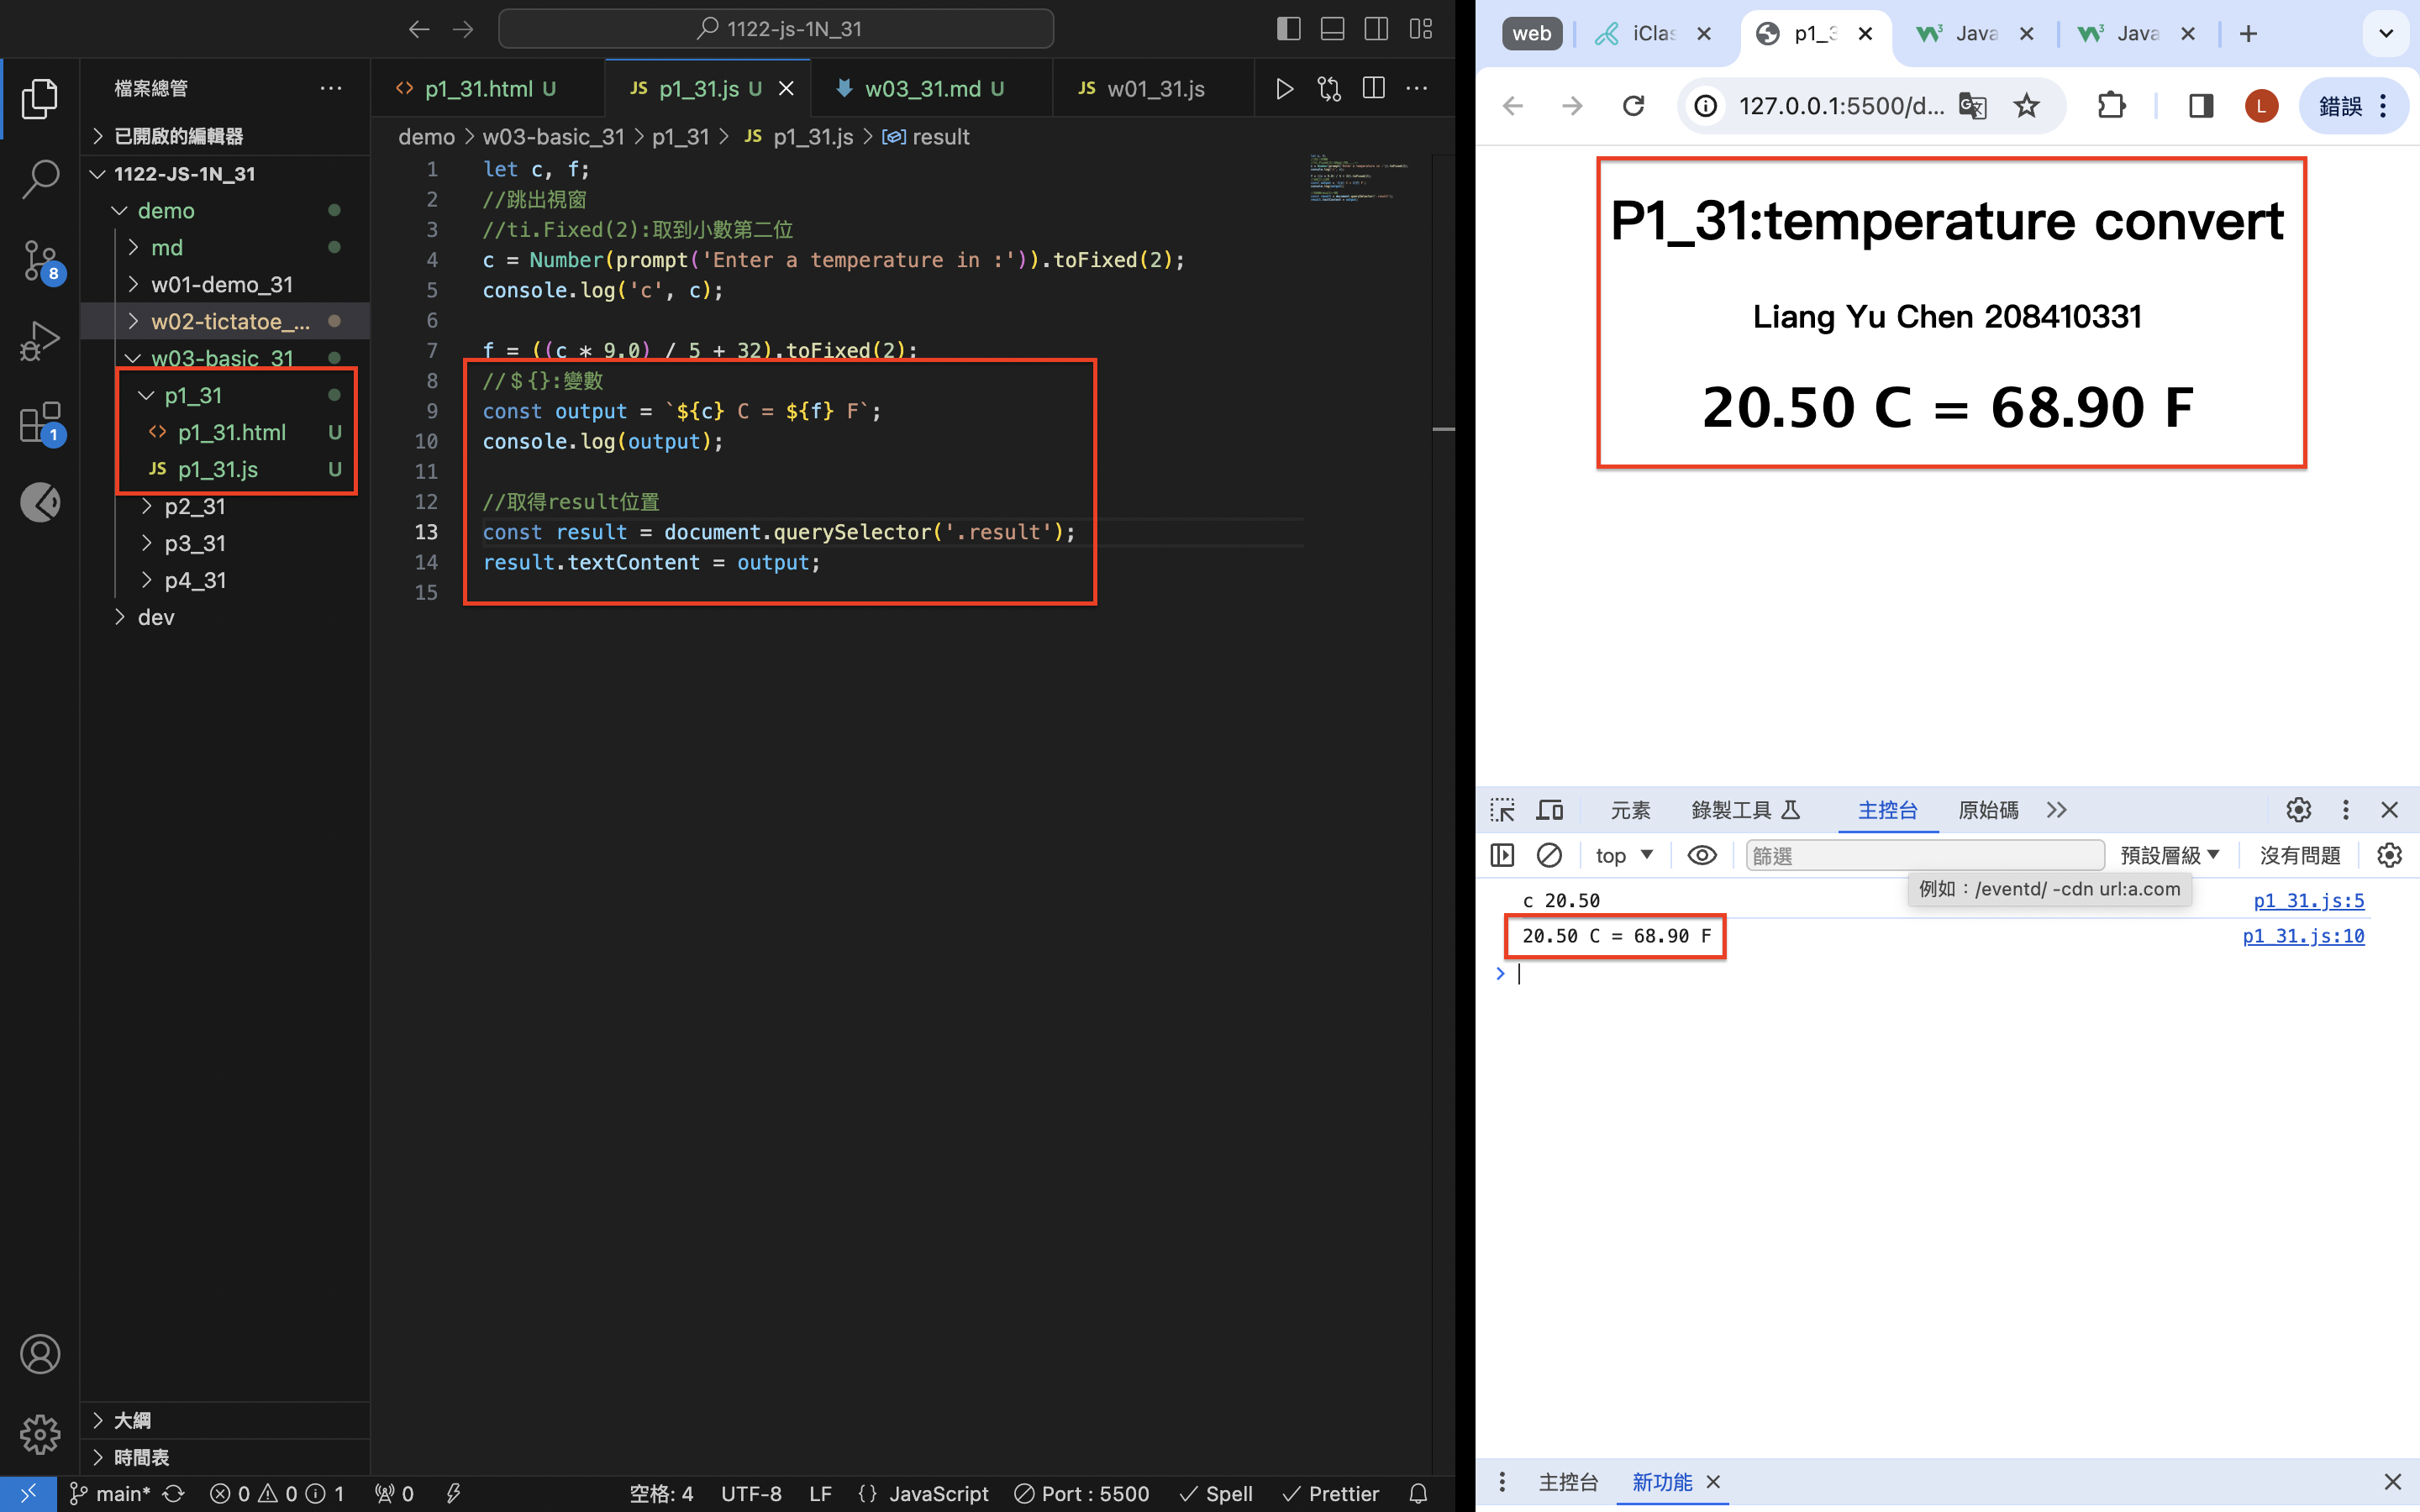 1122-js-1N_31
檔案總管
已開啟的編輯器
1122-JS-1N_31
demo
md
w01-demo_31
w02-tictatoe_...
w03-basic_31
p1_31
p1_31.html U
JS p1_31.js U
p2_31
p3_31
p4_31
dev
大綱
時間表
8
1
p1_31.html U
JS p1_31.js U
w03_31.md U
JS w01_31.js
demo > w03-basic_31 > p1_31 > JS p1_31.js > result
1 let c, f;
2 //跳出視窗
3 //ti.Fixed(2):取到小數第二位
4 c = Number(prompt('Enter a temperature in :')).toFixed(2);
5 console.log('c', c);
6
7 f = ((c * 9.0) / 5 + 32).toFixed(2);
8 //＄{}:變數
9 const output = `${c} C = ${f} F`;
10 console.log(output);
11
12 //取得result位置
13 const result = document.querySelector('.result');
14 result.textContent = output;
15
main* 0 0 1 0 空格: 4 UTF-8 LF {} JavaScript Port : 5500 Spell Prettier
web iClas p1_3 Java Java
127.0.0.1:5500/d... L 錯誤
P1_31:temperature convert
Liang Yu Chen 208410331
20.50 C = 68.90 F
元素 錄製工具 主控台 原始碼
top 篩選 預設層級 沒有問題
例如：/eventd/ -cdn url:a.com
c 20.50 p1_31.js:5
20.50 C = 68.90 F p1_31.js:10
主控台 新功能